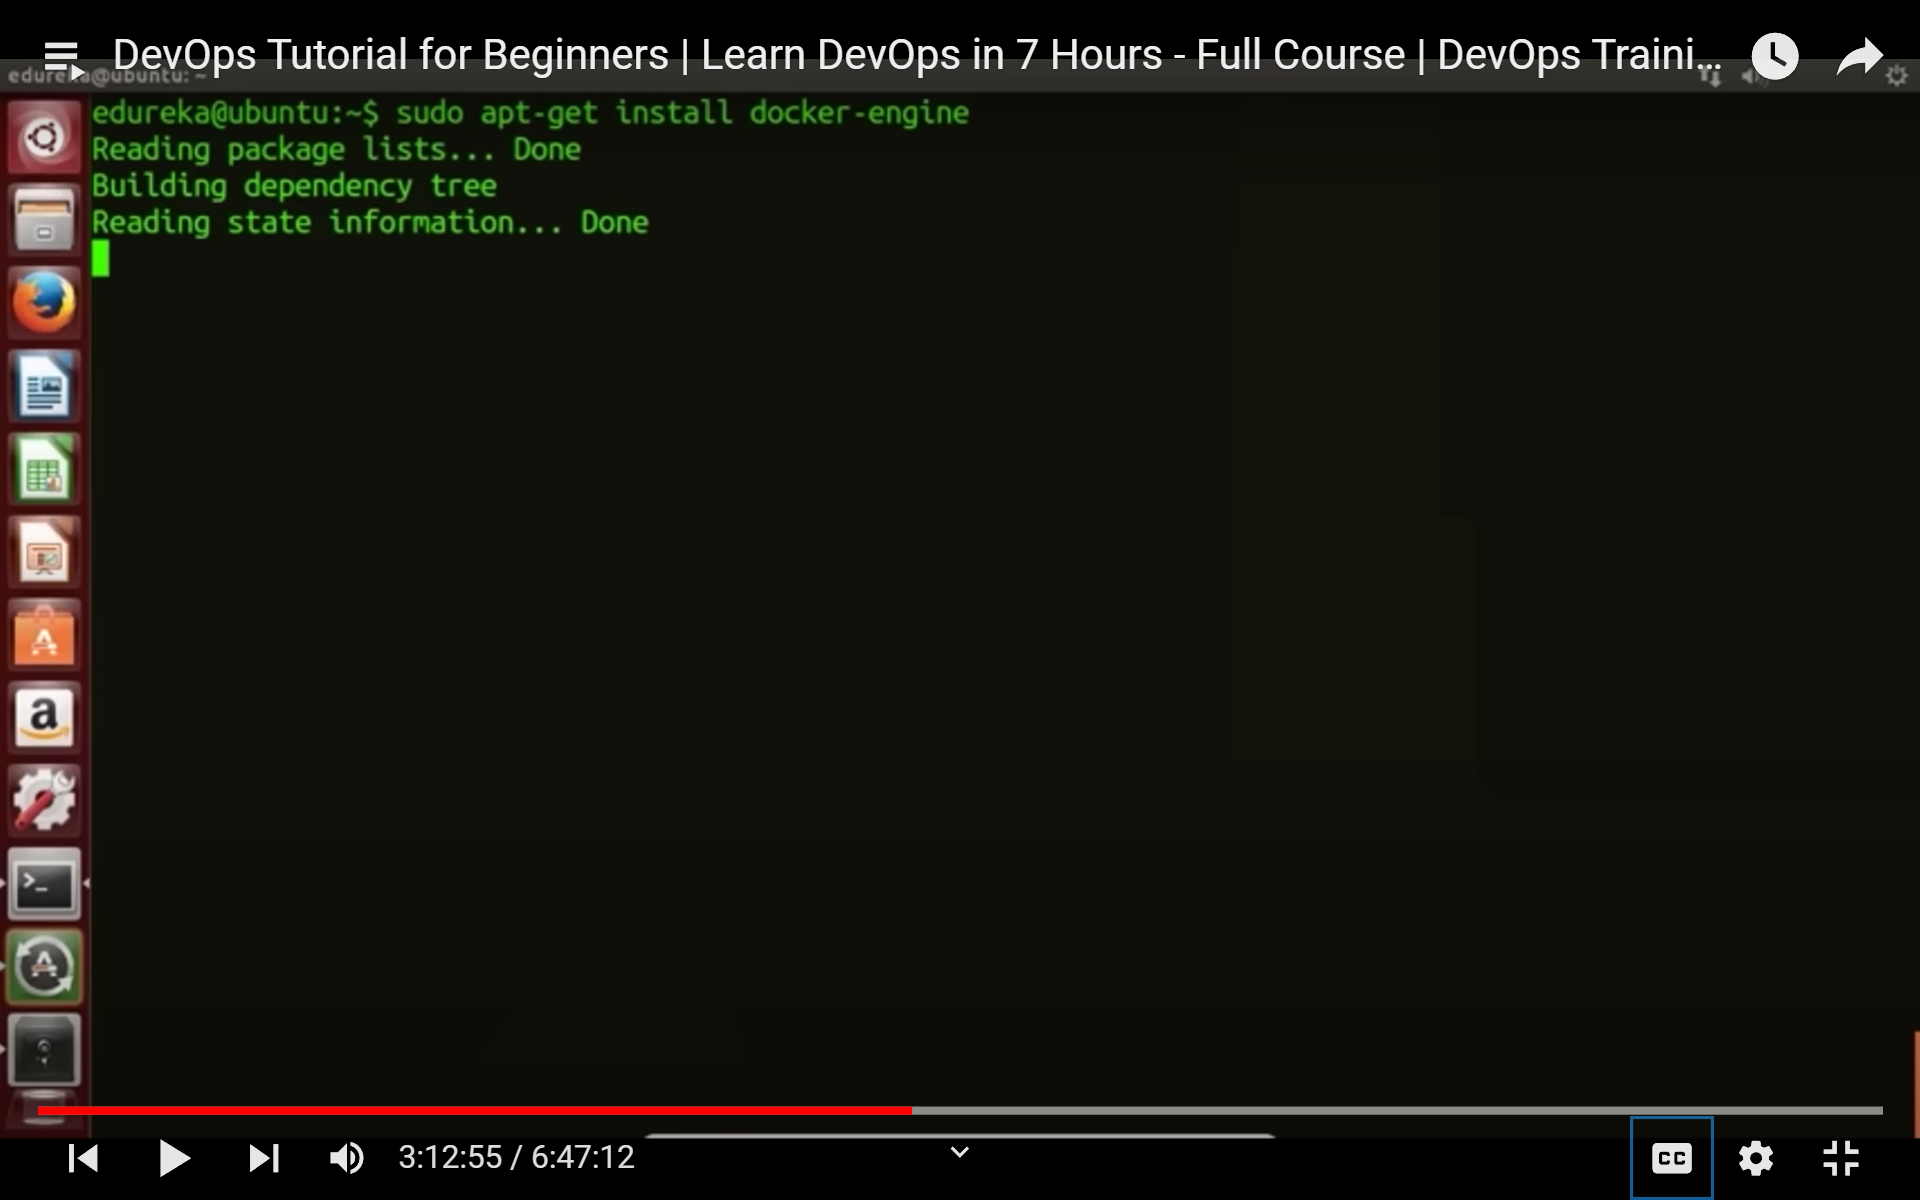 DevOps Tutorial for Beginners | Learn DevOps in 7 Hours - Full Course | DevOps Traini...
edureka@ubuntu: ~
edureka@ubuntu:~$ sudo apt-get install docker-engine
Reading package lists... Done
Building dependency tree
Reading state information... Done
a
3:12:55 / 6:47:12
CC